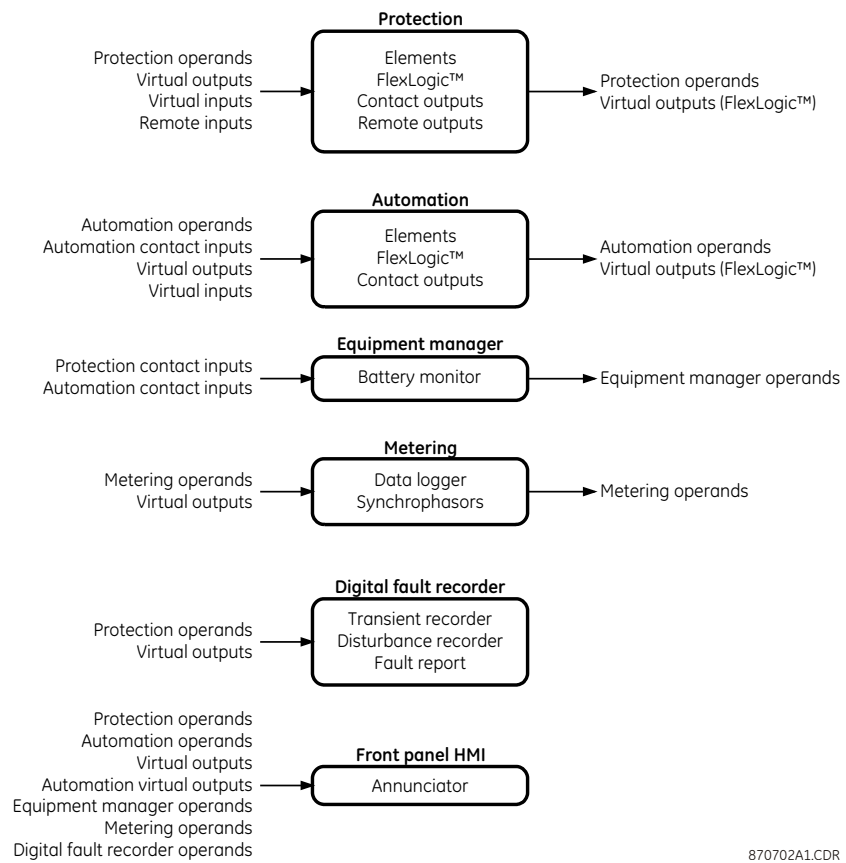 Protection
Protection operands
Virtual outputs
Virtual inputs
Remote inputs
Elements
FlexLogic™
Contact outputs
Remote outputs
Protection operands
Virtual outputs (FlexLogic™)
Automation
Automation operands
Automation contact inputs
Virtual outputs
Virtual inputs
Elements
FlexLogic™
Contact outputs
Automation operands
Virtual outputs (FlexLogic™)
Equipment manager
Protection contact inputs
Automation contact inputs
Battery monitor
Equipment manager operands
Metering
Metering operands
Virtual outputs
Data logger
Synchrophasors
Metering operands
Digital fault recorder
Protection operands
Virtual outputs
Transient recorder
Disturbance recorder
Fault report
Front panel HMI
Protection operands
Automation operands
Virtual outputs
Automation virtual outputs
Equipment manager operands
Metering operands
Digital fault recorder operands
Annunciator
870702A1.CDR